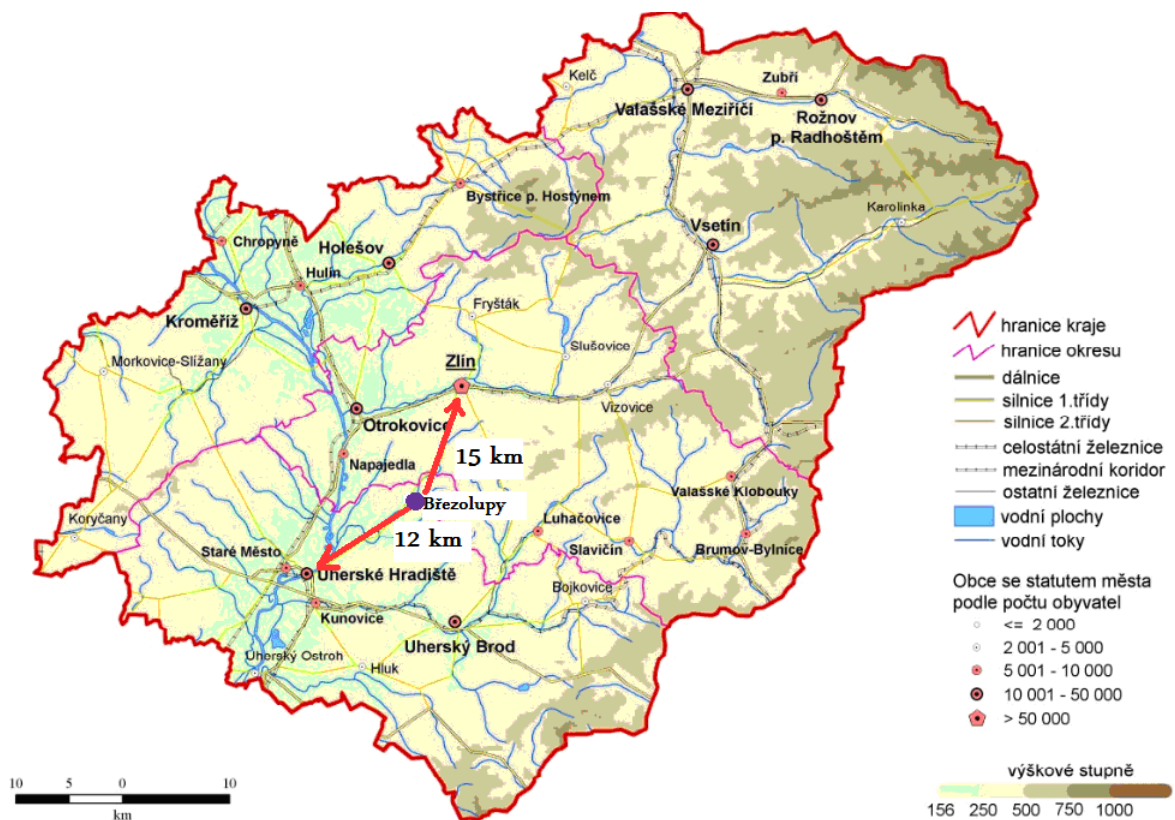 Kelč
Zubří
Valašské Meziříčí
Rožnov
p. Radhoštěm
Bystřice p. Hostýnem
Karolinka
Chropyně
Holešov
Vsetín
Hulín
Kroměříž
Fryšták
Morkovice-Slížany
Zlín
Slušovice
Otrokovice
Vizovice
15 km
Napajedla
Valašské Klobouky
Březolupy
Koryčany
12 km
Luhačovice
Staré Město
Slavičín
Brumov-Bylnice
Uherské Hradiště
Bojkovice
Kunovice
Uherský Brod
Uherský Ostroh
Hluk
hranice kraje
hranice okresu
dálnice
silnice 1.třídy
silnice 2.třídy
celostátní železnice
mezinárodní koridor
ostatní železnice
vodní plochy
vodní toky
Obce se statutem města
podle počtu obyvatel
<= 2 000
2 001 - 5 000
5 001 - 10 000
10 001 - 50 000
> 50 000
výškové stupně
156 250 500 750 1000
10 5 0 10
km